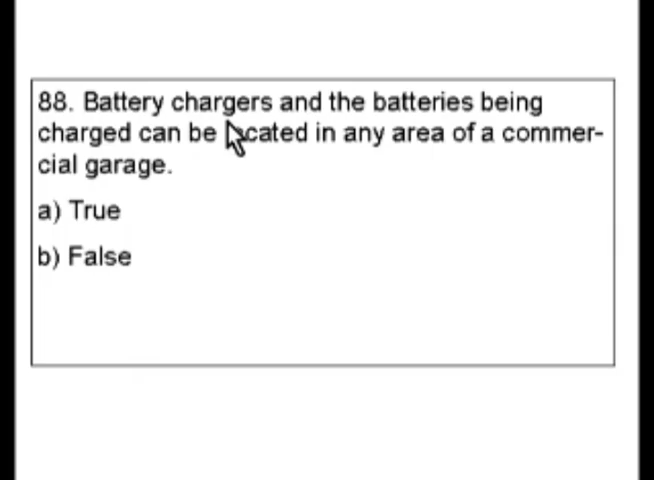 88. Battery chargers and the batteries being
charged can be located in any area of a commer-
cial garage.
a) True
b) False